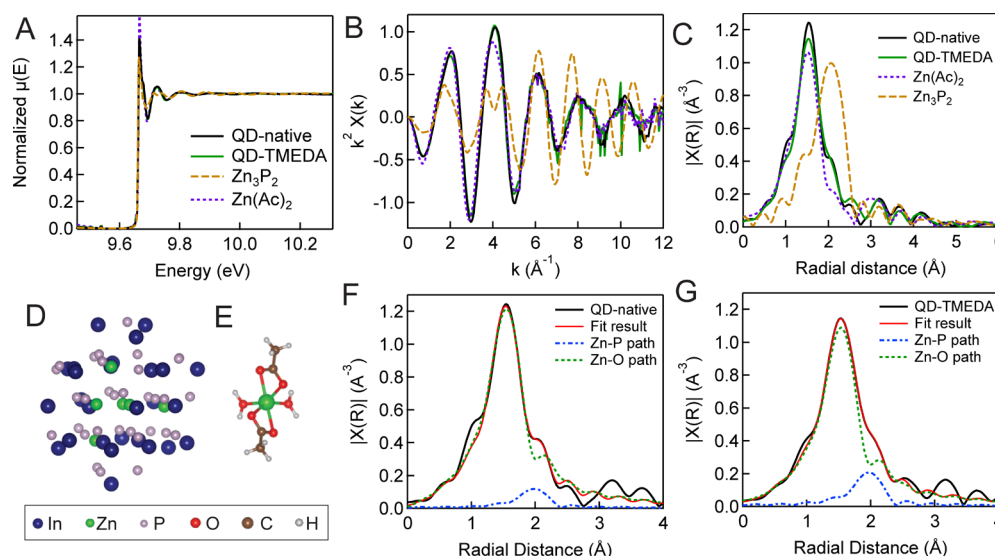 A
Normalized μ(E)
1.4
1.2
1.0
0.8
0.6
0.4
0.2
0.0
9.6
9.8
10.0
10.2
Energy (eV)
QD-native
QD-TMEDA
Zn3P2
Zn(Ac)2
B
k2 X(k)
1.0
0.5
0.0
-0.5
-1.0
0
2
4
6
8
10
12
k (Å-1)
C
|X(R)| (Å-3)
1.2
1.0
0.8
0.6
0.4
0.2
0.0
0
1
2
3
4
5
6
Radial distance (Å)
QD-native
QD-TMEDA
Zn(Ac)2
Zn3P2
D
E
In
Zn
P
O
C
H
F
|X(R)| (A-3)
1.2
1.0
0.8
0.6
0.4
0.2
0.0
0
1
2
3
4
Radial Distance (Å)
QD-native
Fit result
Zn-P path
Zn-O path
G
|X(R)| (A-3)
1.2
1.0
0.8
0.6
0.4
0.2
0.0
0
1
2
3
4
Radial Distance (Å)
QD-TMEDA
Fit result
Zn-P path
Zn-O path